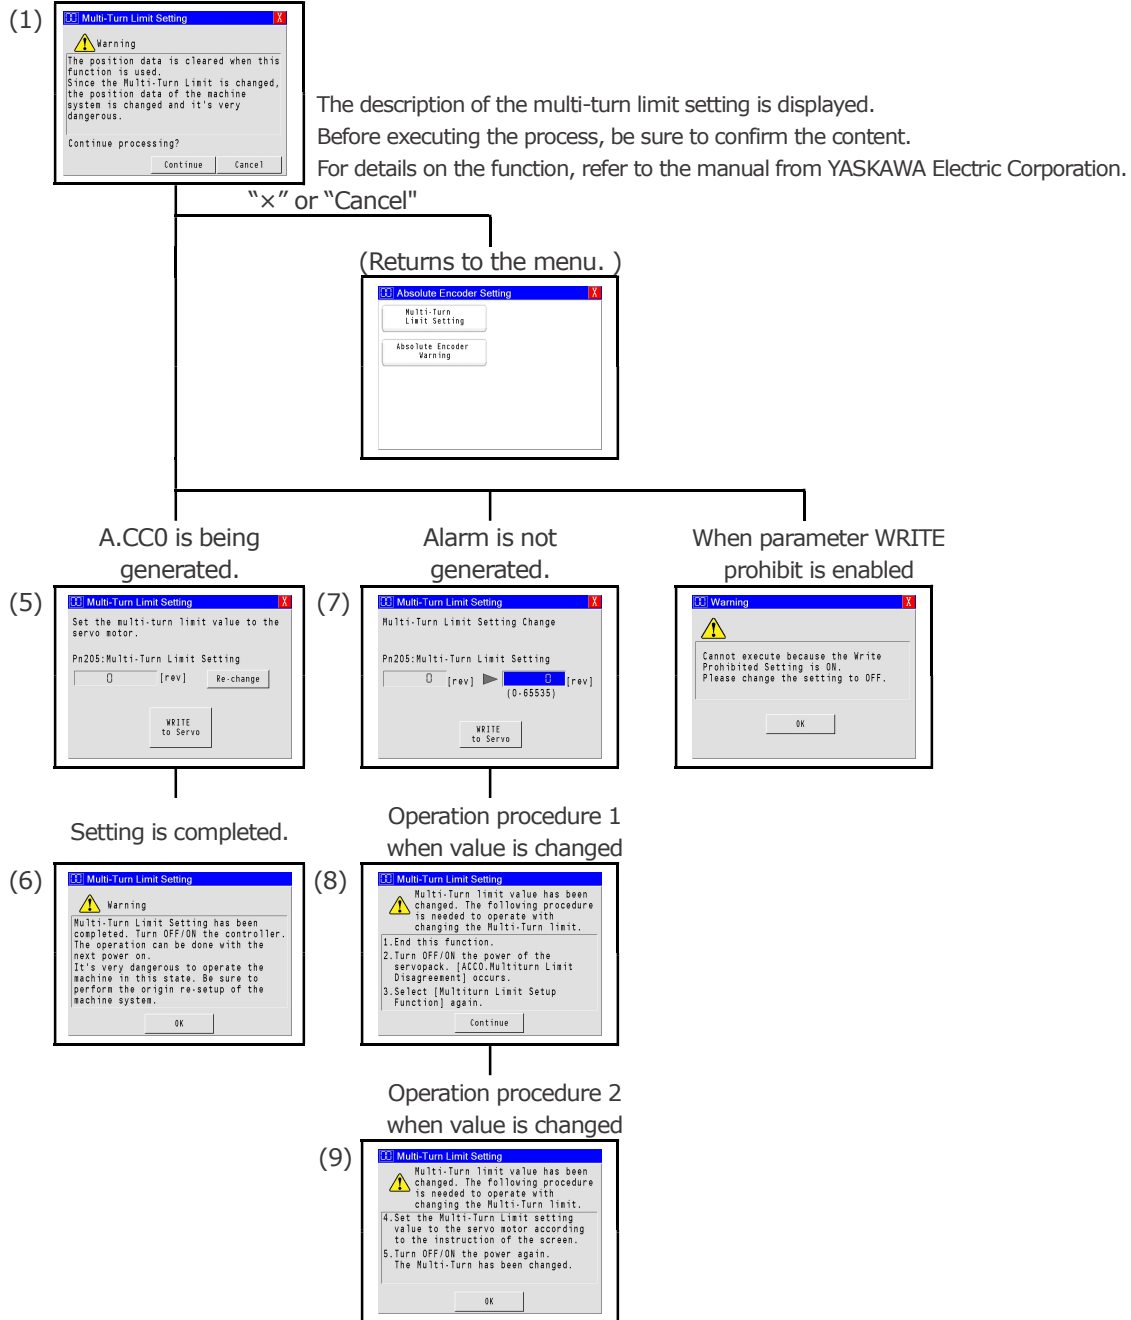 (1)
Multi-Turn Limit Setting
X
Warning
The position data is cleared when this
function is used.
Since the Multi-Turn Limit is changed,
the position data of the machine
system is changed and it's very
dangerous.
Continue processing?
Continue
Cancel
The description of the multi-turn limit setting is displayed.
Before executing the process, be sure to confirm the content.
For details on the function, refer to the manual from YASKAWA Electric Corporation.
“×” or “Cancel"
(Returns to the menu. )
Absolute Encoder Setting
X
Multi-Turn
Limit Setting
Absolute Encoder
Warning
A.CC0 is being
generated.
Alarm is not
generated.
When parameter WRITE
prohibit is enabled
(5)
Multi-Turn Limit Setting
X
Set the multi-turn limit value to the
servo motor.
Pn205:Multi-Turn Limit Setting
0 [rev]
Re-change
WRITE
to Servo
(7)
Multi-Turn Limit Setting
X
Multi-Turn Limit Setting Change
Pn205:Multi-Turn Limit Setting
0 [rev] ▶ 0 [rev]
(0-65535)
WRITE
to Servo
Warning
X
Cannot execute because the Write
Prohibited Setting is ON.
Please change the setting to OFF.
OK
Setting is completed.
Operation procedure 1
when value is changed
(6)
Multi-Turn Limit Setting
Warning
Multi-Turn Limit Setting has been
completed. Turn OFF/ON the controller.
The operation can be done with the
next power on.
It's very dangerous to operate the
machine in this state. Be sure to
perform the origin re-setup of the
machine system.
OK
(8)
Multi-Turn Limit Setting
Multi-Turn limit value has been
changed. The following procedure
is needed to operate with
changing the Multi-Turn limit.
1.End this function.
2.Turn OFF/ON the power of the
servopack. [ACC0.Multiturn Limit
Disagreement] occurs.
3.Select [Multiturn Limit Setup
Function] again.
Continue
Operation procedure 2
when value is changed
(9)
Multi-Turn Limit Setting
Multi-Turn limit value has been
changed. The following procedure
is needed to operate with
changing the Multi-Turn limit.
4.Set the Multi-Turn Limit setting
value to the servo motor according
to the instruction of the screen.
5.Turn OFF/ON the power again.
The Multi-Turn has been changed.
OK